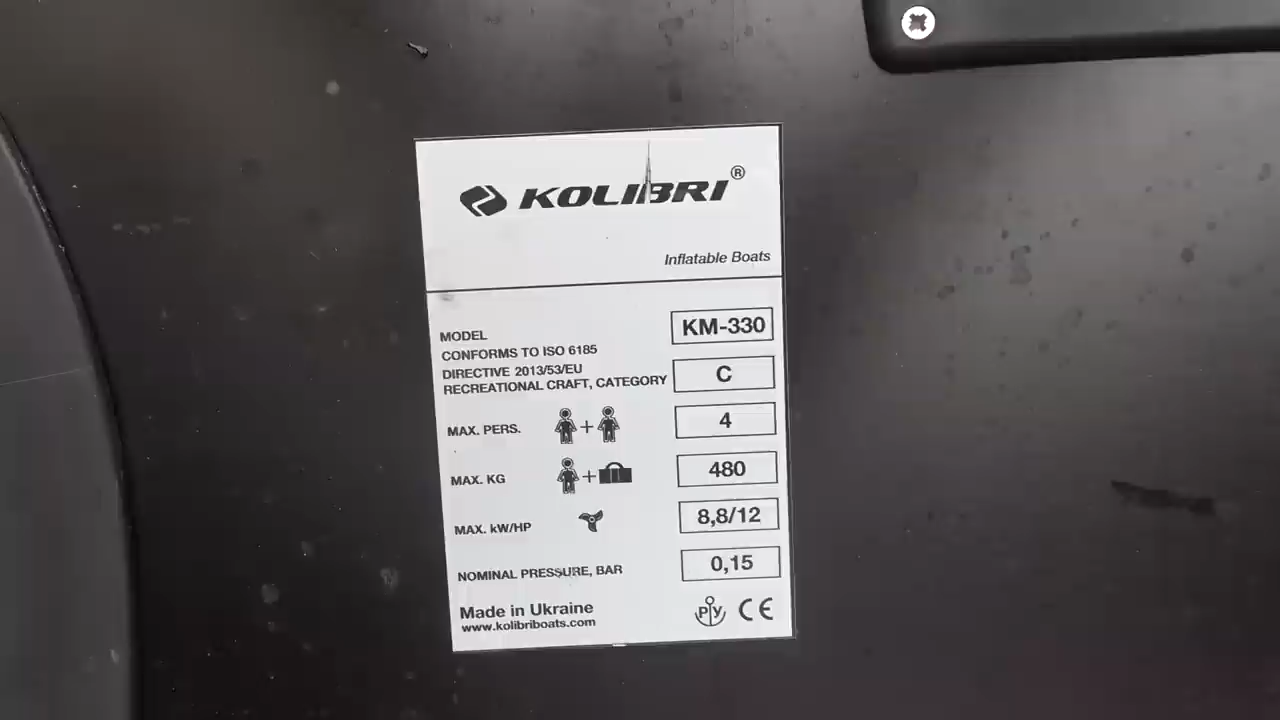 KOLIBRI®
Inflatable Boats
MODEL KM-330
CONFORMS TO ISO 6185
DIRECTIVE 2013/53/EU
RECREATIONAL CRAFT, CATEGORY C
MAX. PERS. + 4
MAX. KG + 480
MAX. kW/HP 8,8/12
NOMINAL PRESSURE, BAR 0,15
Made in Ukraine РУ CE
www.kolibriboats.com